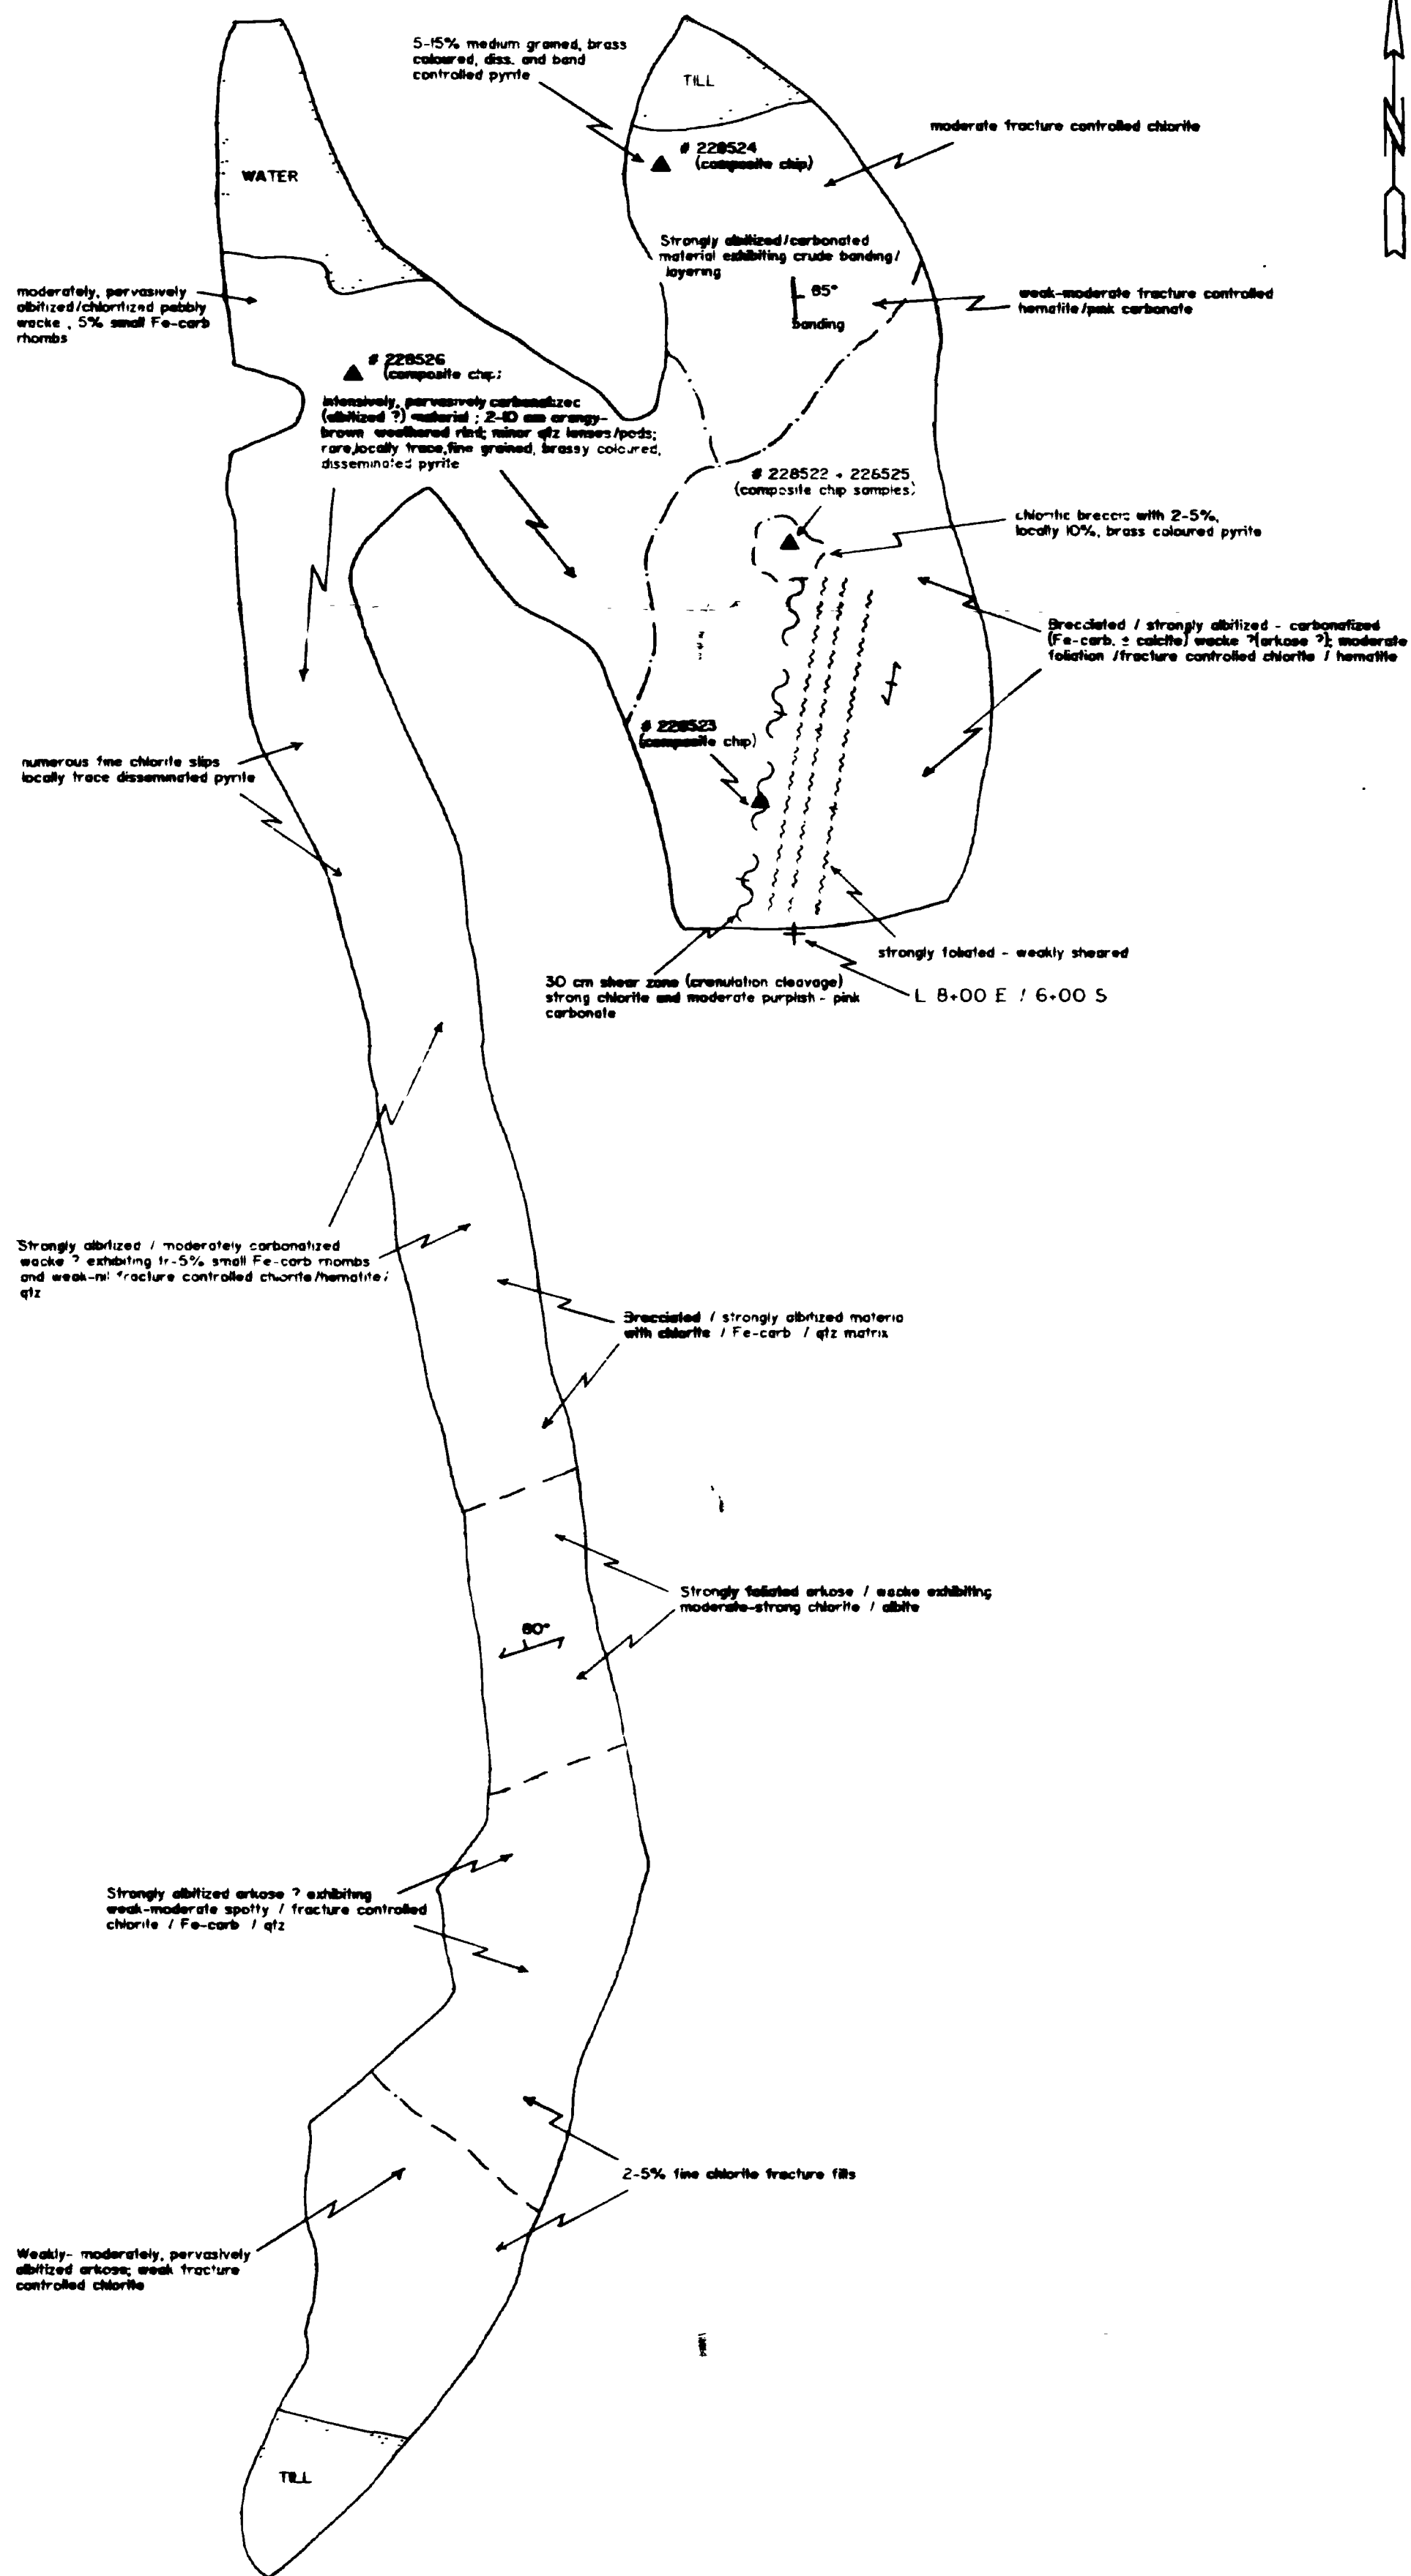 5-15% medium grained, brass
coloured, diss. and band
controlled pyrite
TILL
N
moderate fracture controlled chlorite
# 228524
(composite chip)
WATER
Strongly albitized/carbonated
material exhibiting crude banding/
layering
65°
banding
weak-moderate fracture controlled
hematite/pink carbonate
moderately, pervasively
albitized/chloritized pebbly
wacke, 5% small Fe-carb
rhombs
# 228526
(composite chip)
Intensively, pervasively carbonatized
(albitized ?) material ; 2-10 cm orangy-
brown weathered rind; minor qtz lenses/pods;
rare, locally trace, fine grained, brassy coloured,
disseminated pyrite
# 228522 + 228525
(composite chip samples)
chloritic breccia with 2-5%,
locally 10%, brass coloured pyrite
Brecciated / strongly albitized - carbonatized
(Fe-carb. ± calcite) wacke ?(arkose ?); moderate
foliation /fracture controlled chlorite / hematite
# 228523
(composite chip)
numerous fine chlorite slips
locally trace disseminated pyrite
strongly foliated - weakly sheared
30 cm shear zone (crenulation cleavage)
strong chlorite and moderate purplish - pink
carbonate
L 8+00 E / 6+00 S
Strongly albitized / moderately carbonatized
wacke ? exhibiting tr-5% small Fe-carb rhombs
and weak-nil fracture controlled chlorite/hematite/
qtz
Brecciated / strongly albitized materia
with chlorite / Fe-carb / qtz matrix
Strongly foliated arkose / wacke exhibiting
moderate-strong chlorite / albite
80°
Strongly albitized arkose ? exhibiting
weak-moderate spotty / fracture controlled
chlorite / Fe-carb / qtz
2-5% fine chlorite fracture fills
Weakly- moderately, pervasively
albitized arkose; weak fracture
controlled chlorite
TILL